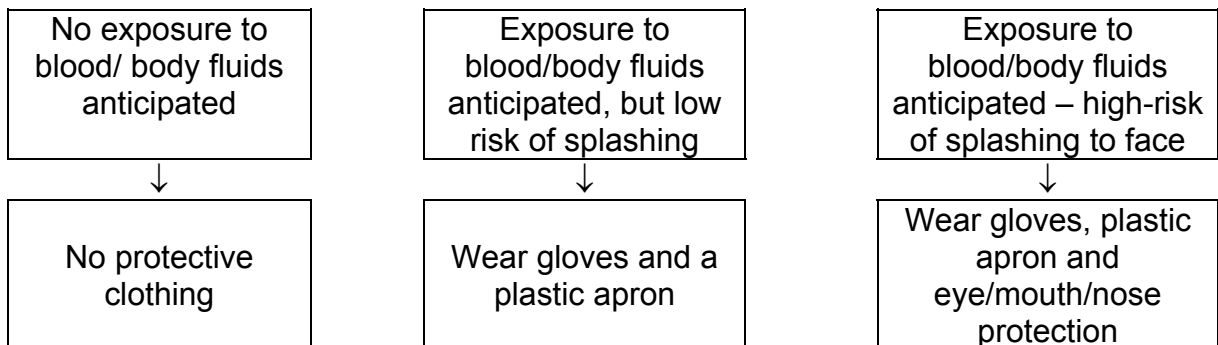 No exposure to
blood/ body fluids
anticipated
Exposure to
blood/body fluids
anticipated, but low
risk of splashing
Exposure to
blood/body fluids
anticipated – high-risk
of splashing to face
↓
↓
↓
No protective
clothing
Wear gloves and a
plastic apron
Wear gloves, plastic
apron and
eye/mouth/nose
protection